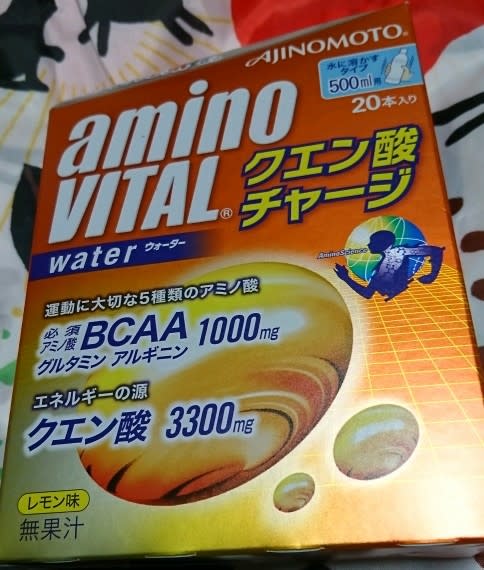 AJINOMOTO®
水に溶かす
タイプ
500ml用
20本入り
amino
VITAL®
クエン酸
チャージ
water ウォーター
AminoScience
運動に大切な5種類のアミノ酸
必須
アミノ酸 BCAA 1000mg
グルタミン アルギニン
エネルギーの源
クエン酸 3300mg
レモン味
無果汁